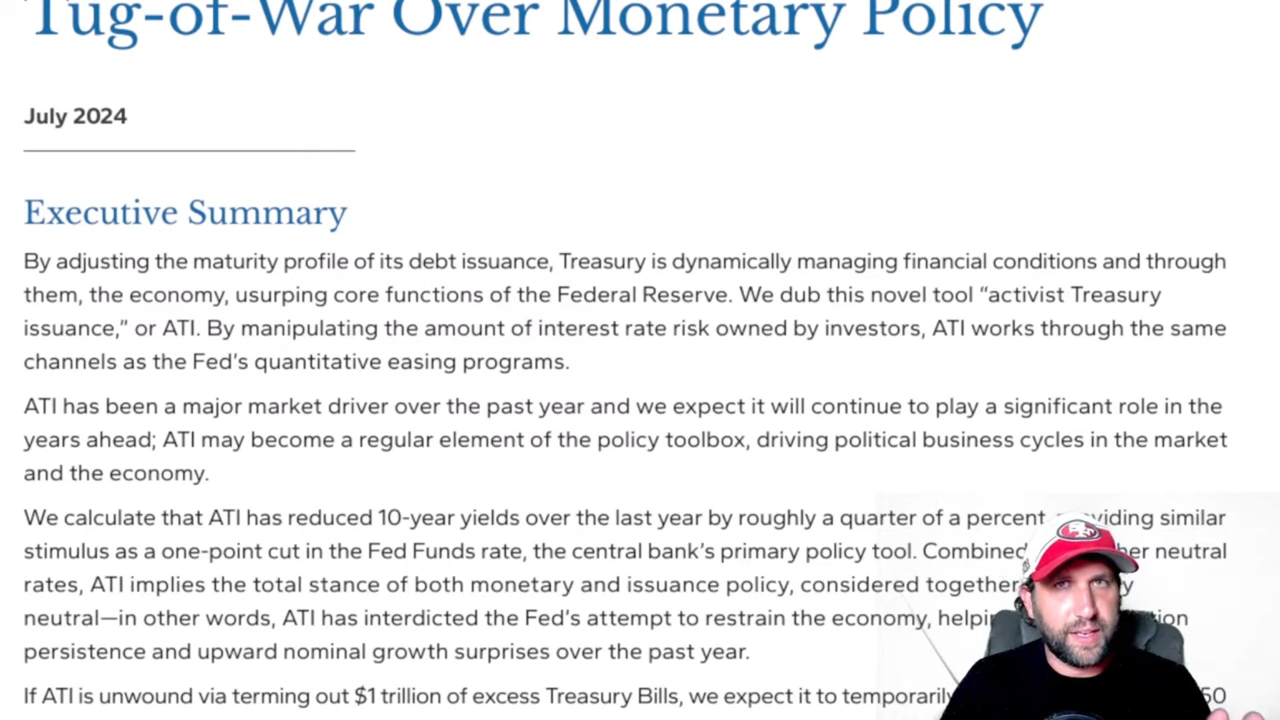 Tug-of-War Over Monetary Policy
July 2024
Executive Summary
By adjusting the maturity profile of its debt issuance, Treasury is dynamically managing financial conditions and through
them, the economy, usurping core functions of the Federal Reserve. We dub this novel tool “activist Treasury
issuance,” or ATI. By manipulating the amount of interest rate risk owned by investors, ATI works through the same
channels as the Fed’s quantitative easing programs.
ATI has been a major market driver over the past year and we expect it will continue to play a significant role in the
years ahead; ATI may become a regular element of the policy toolbox, driving political business cycles in the market
and the economy.
We calculate that ATI has reduced 10-year yields over the last year by roughly a quarter of a percent similar
stimulus as a one-point cut in the Fed Funds rate, the central bank’s primary policy tool. neutral
rates, ATI implies the total stance of both monetary and issuance policy, considered together
neutral—in other words, ATI has interdicted the Fed’s attempt to restrain the economy,
persistence and upward nominal growth surprises over the past year.
If ATI is unwound via terming out $1 trillion of excess Treasury Bills, we expect it to 50
SF